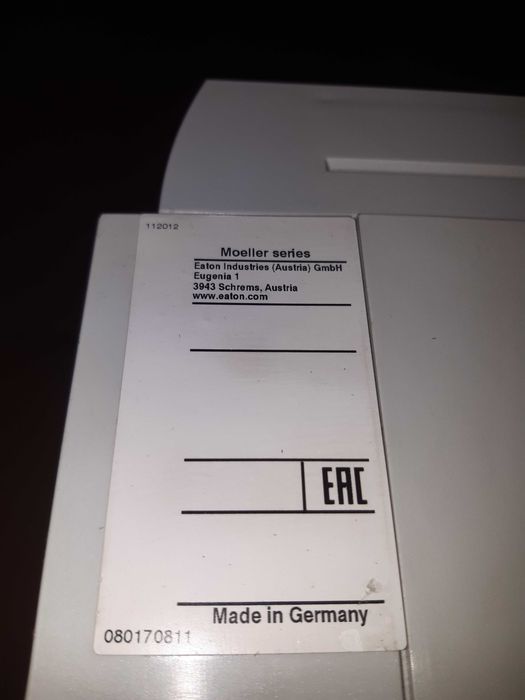 112012
Moeller series
Eaton Industries (Austria) GmbH
Eugenia 1
3943 Schrems, Austria
www.eaton.com
EAC
Made in Germany
080170811